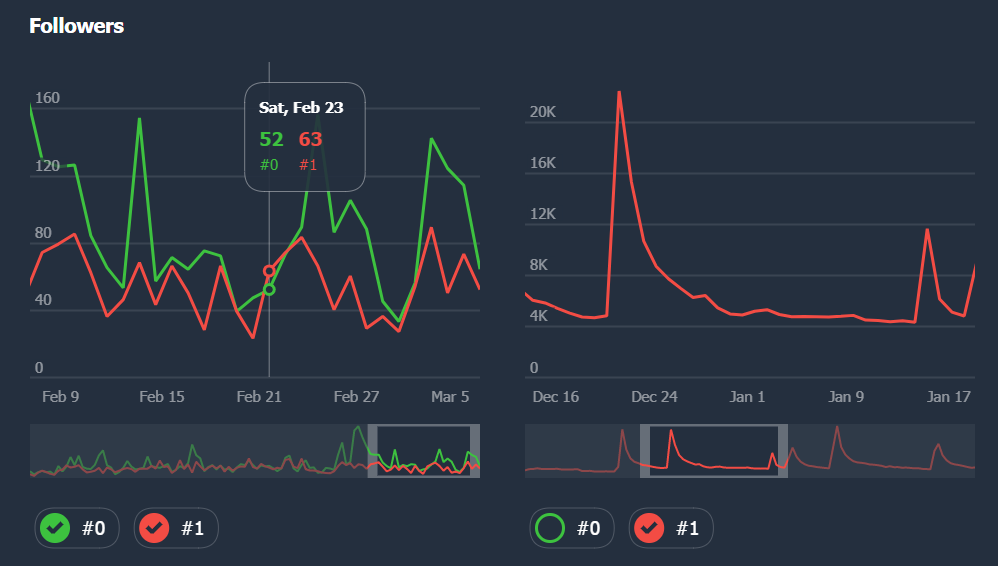 Followers
160
120
80
40
0
Sat, Feb 23
52 63
#0 #1
Feb 9 Feb 15 Feb 21 Feb 27 Mar 5
#0 #1
20K
16K
12K
8K
4K
0
Dec 16 Dec 24 Jan 1 Jan 9 Jan 17
#0 #1